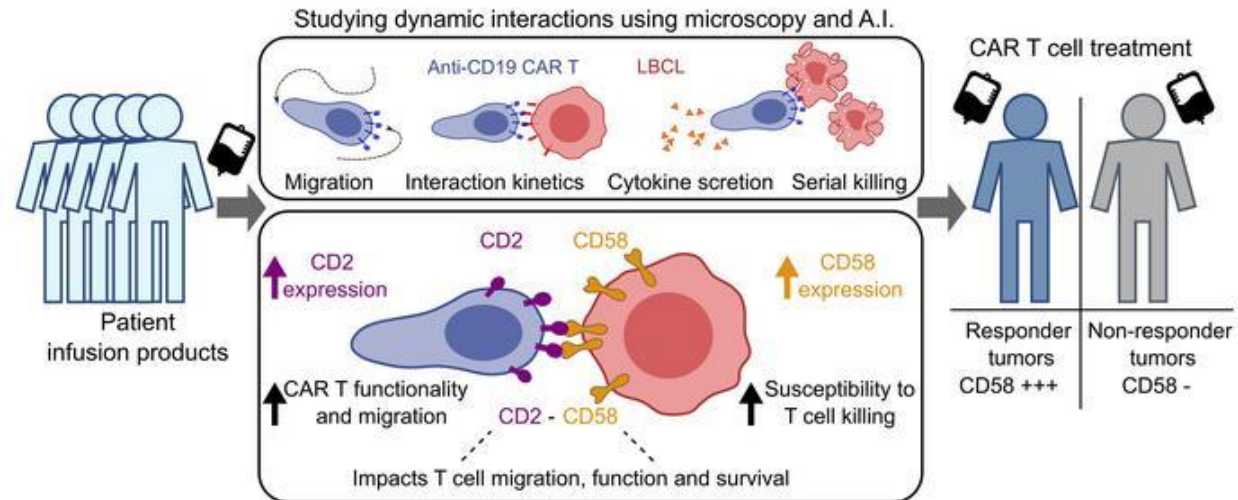 Studying dynamic interactions using microscopy and A.I.
Anti-CD19 CAR T
LBCL
Migration
Interaction kinetics
Cytokine scretion
Serial killing
Patient
infusion products
CD2
expression
CD2
CD58
CD58
expression
CAR T functionality
and migration
CD2 - CD58
Susceptibility to
T cell killing
Impacts T cell migration, function and survival
CAR T cell treatment
Responder
tumors
CD58 +++
Non-responder
tumors
CD58 -